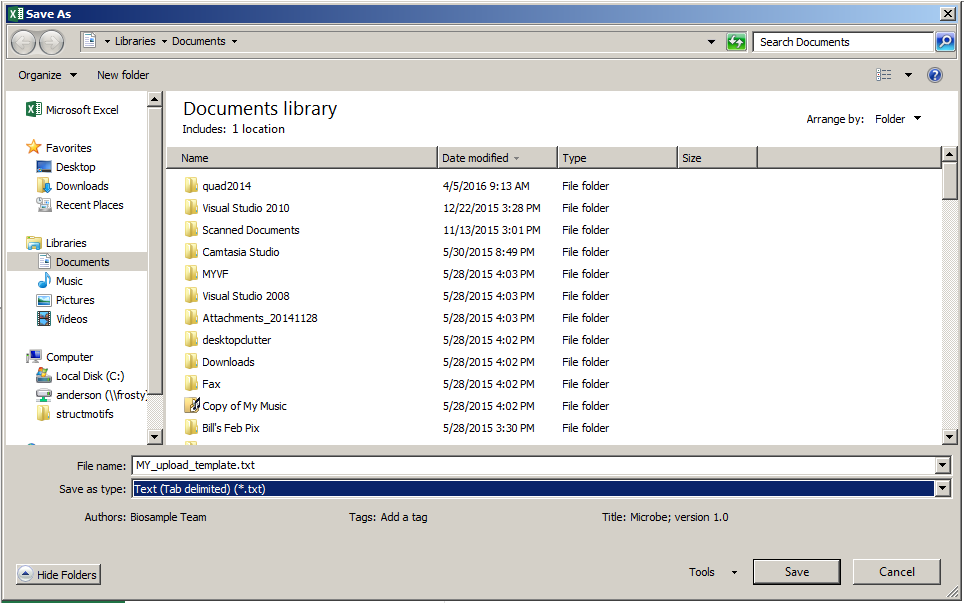 Save As
Libraries Documents Search Documents
Organize New folder
Microsoft Excel
Favorites
Desktop
Downloads
Recent Places
Libraries
Documents
Music
Pictures
Videos
Computer
Local Disk (C:)
anderson (\\frosty)
structmotifs
Documents library
Includes: 1 location
Arrange by: Folder
Name Date modified Type Size
quad2014 4/5/2016 9:13 AM File folder
Visual Studio 2010 12/22/2015 3:28 PM File folder
Scanned Documents 11/13/2015 3:01 PM File folder
Camtasia Studio 5/30/2015 8:49 PM File folder
MYVF 5/28/2015 4:03 PM File folder
Visual Studio 2008 5/28/2015 4:03 PM File folder
Attachments_20141128 5/28/2015 4:03 PM File folder
desktopclutter 5/28/2015 4:02 PM File folder
Downloads 5/28/2015 4:02 PM File folder
Fax 5/28/2015 4:02 PM File folder
Copy of My Music 5/28/2015 4:02 PM File folder
Bill's Feb Pix 5/28/2015 3:30 PM File folder
File name: MY_upload_template.txt
Save as type: Text (Tab delimited) (*.txt)
Authors: Biosample Team Tags: Add a tag Title: Microbe; version 1.0
Hide Folders Tools Save Cancel